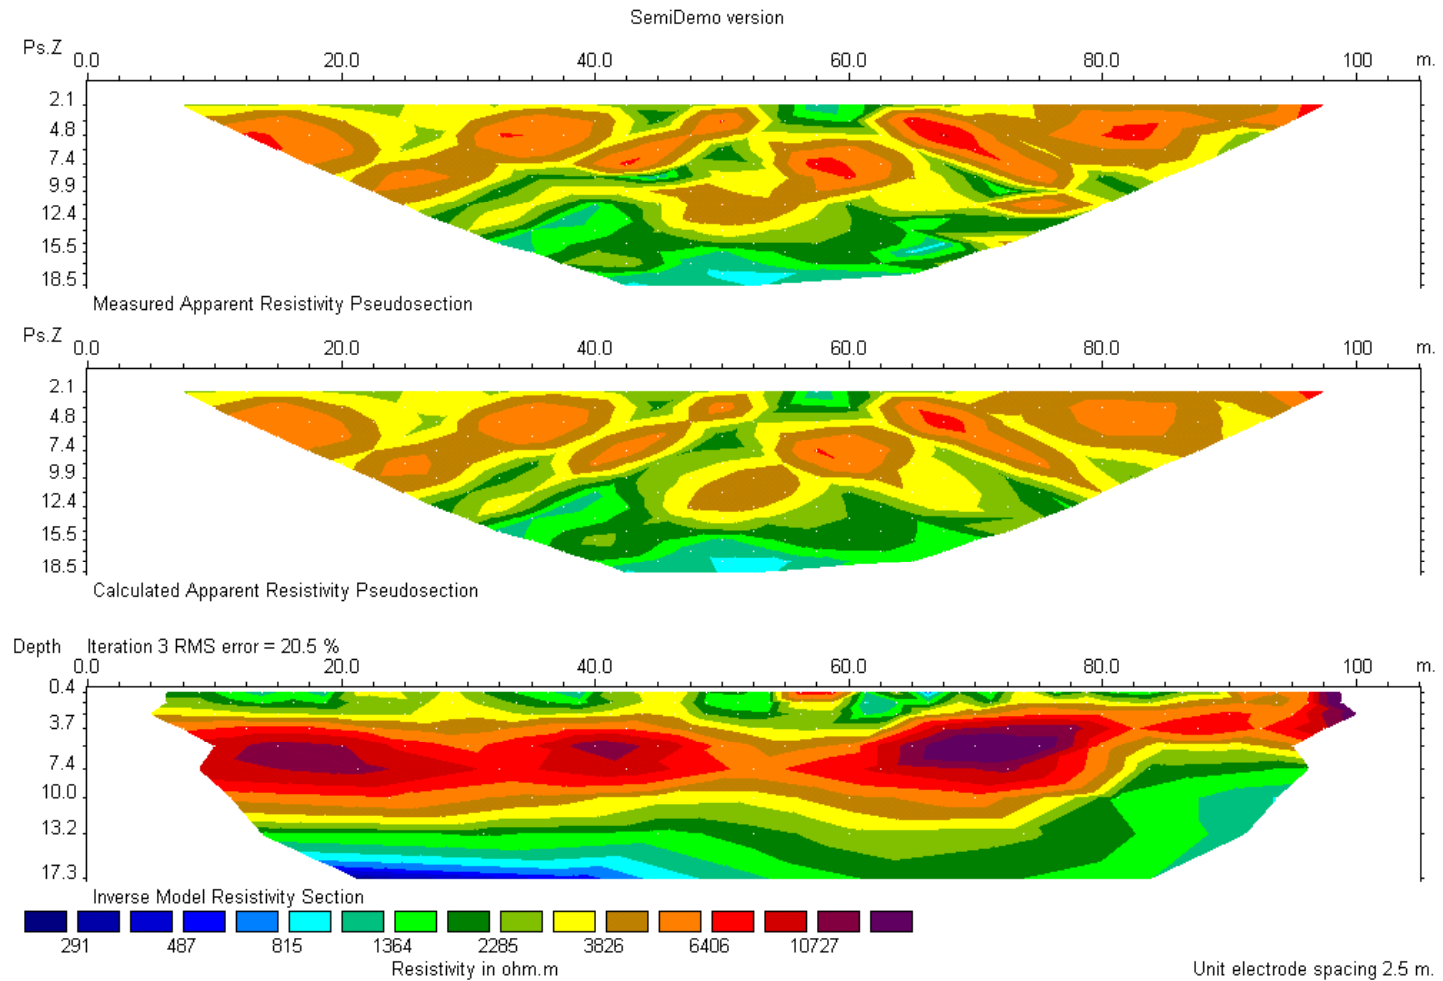 SemiDemo version
Ps.Z 0.0 20.0 40.0 60.0 80.0 100 m.
2.1
4.8
7.4
9.9
12.4
15.5
18.5
Measured Apparent Resistivity Pseudosection
Ps.Z 0.0 20.0 40.0 60.0 80.0 100 m.
2.1
4.8
7.4
9.9
12.4
15.5
18.5
Calculated Apparent Resistivity Pseudosection
Depth Iteration 3 RMS error = 20.5 %
0.0 20.0 40.0 60.0 80.0 100 m.
0.4
3.7
7.4
10.0
13.2
17.3
Inverse Model Resistivity Section
291 487 815 1364 2285 3826 6406 10727
Resistivity in ohm.m
Unit electrode spacing 2.5 m.